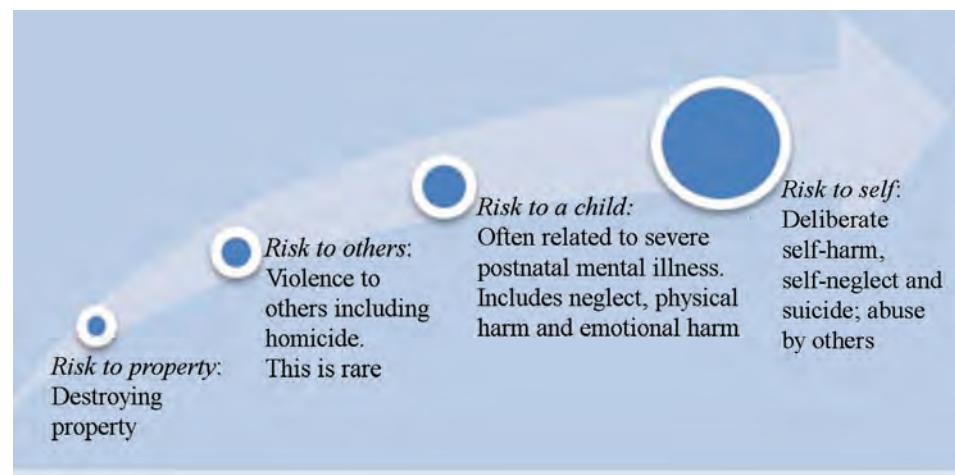 Risk to property:
Destroying
property
Risk to others:
Violence to
others including
homicide.
This is rare
Risk to a child:
Often related to severe
postnatal mental illness.
Includes neglect, physical
harm and emotional harm
Risk to self:
Deliberate
self-harm,
self-neglect and
suicide; abuse
by others